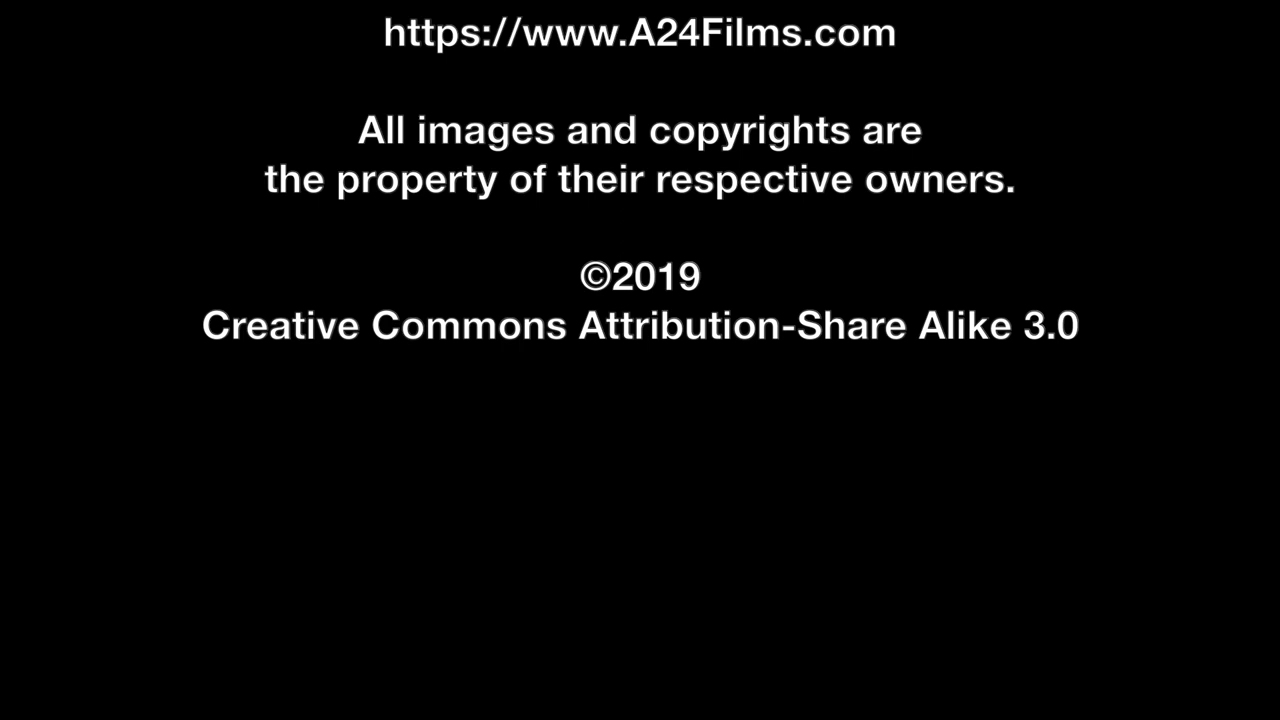 https://www.A24Films.com
All images and copyrights are
the property of their respective owners.
©2019
Creative Commons Attribution-Share Alike 3.0